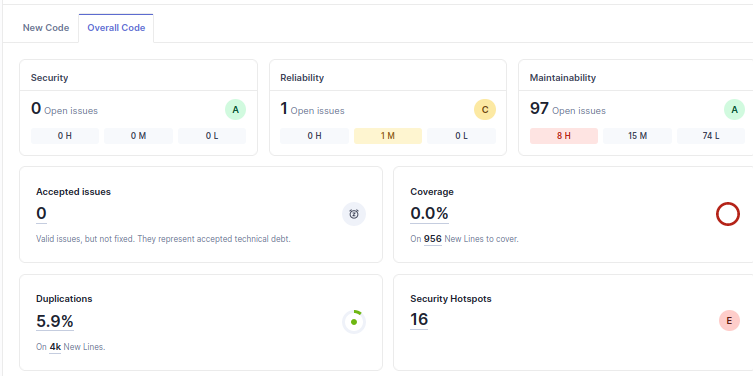 New Code Overall Code
Security Reliability Maintainability
0 Open issues A 1 Open issues C 97 Open issues A
0 H 0 M 0 L 0 H 1 M 0 L 8 H 15 M 74 L
Accepted issues Coverage
0 0.0%
Valid issues, but not fixed. They represent accepted technical debt. On 956 New Lines to cover.
Duplications Security Hotspots
5.9% 16 E
On 4k New Lines.